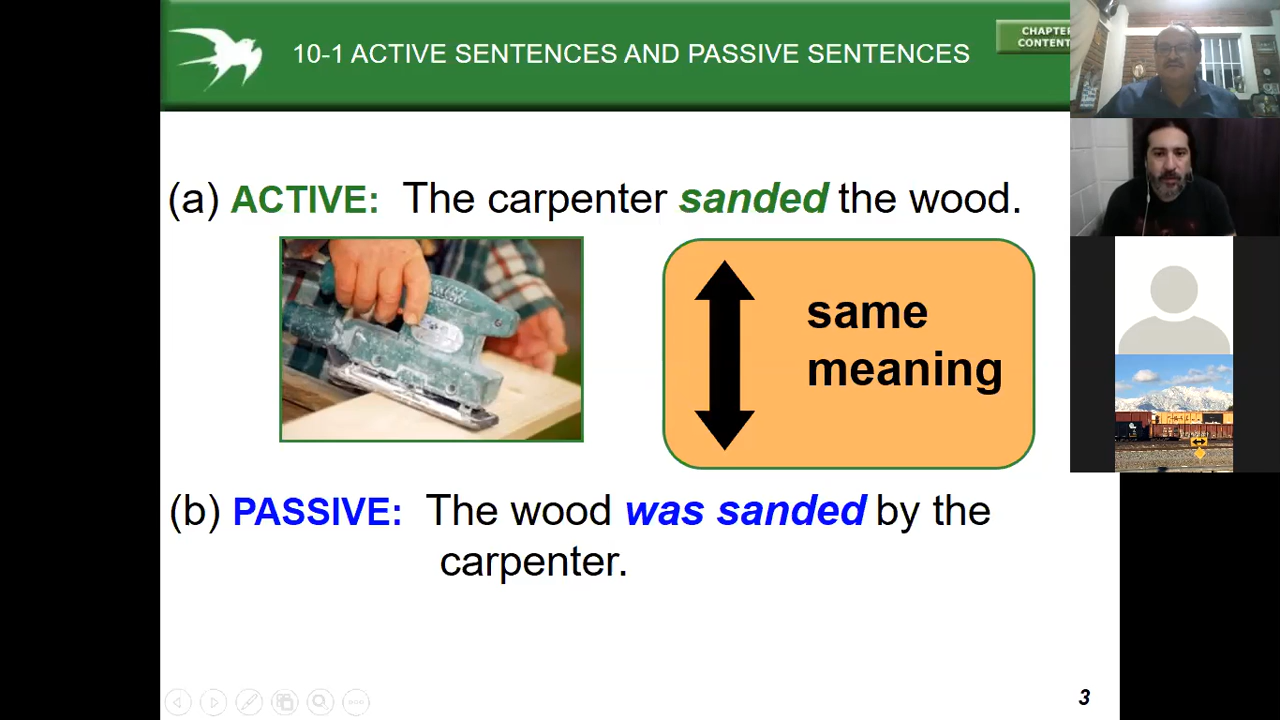 10-1 ACTIVE SENTENCES AND PASSIVE SENTENCES
CHAPTER
CONTENT
(a) ACTIVE: The carpenter sanded the wood.
same
meaning
(b) PASSIVE: The wood was sanded by the
carpenter.
3